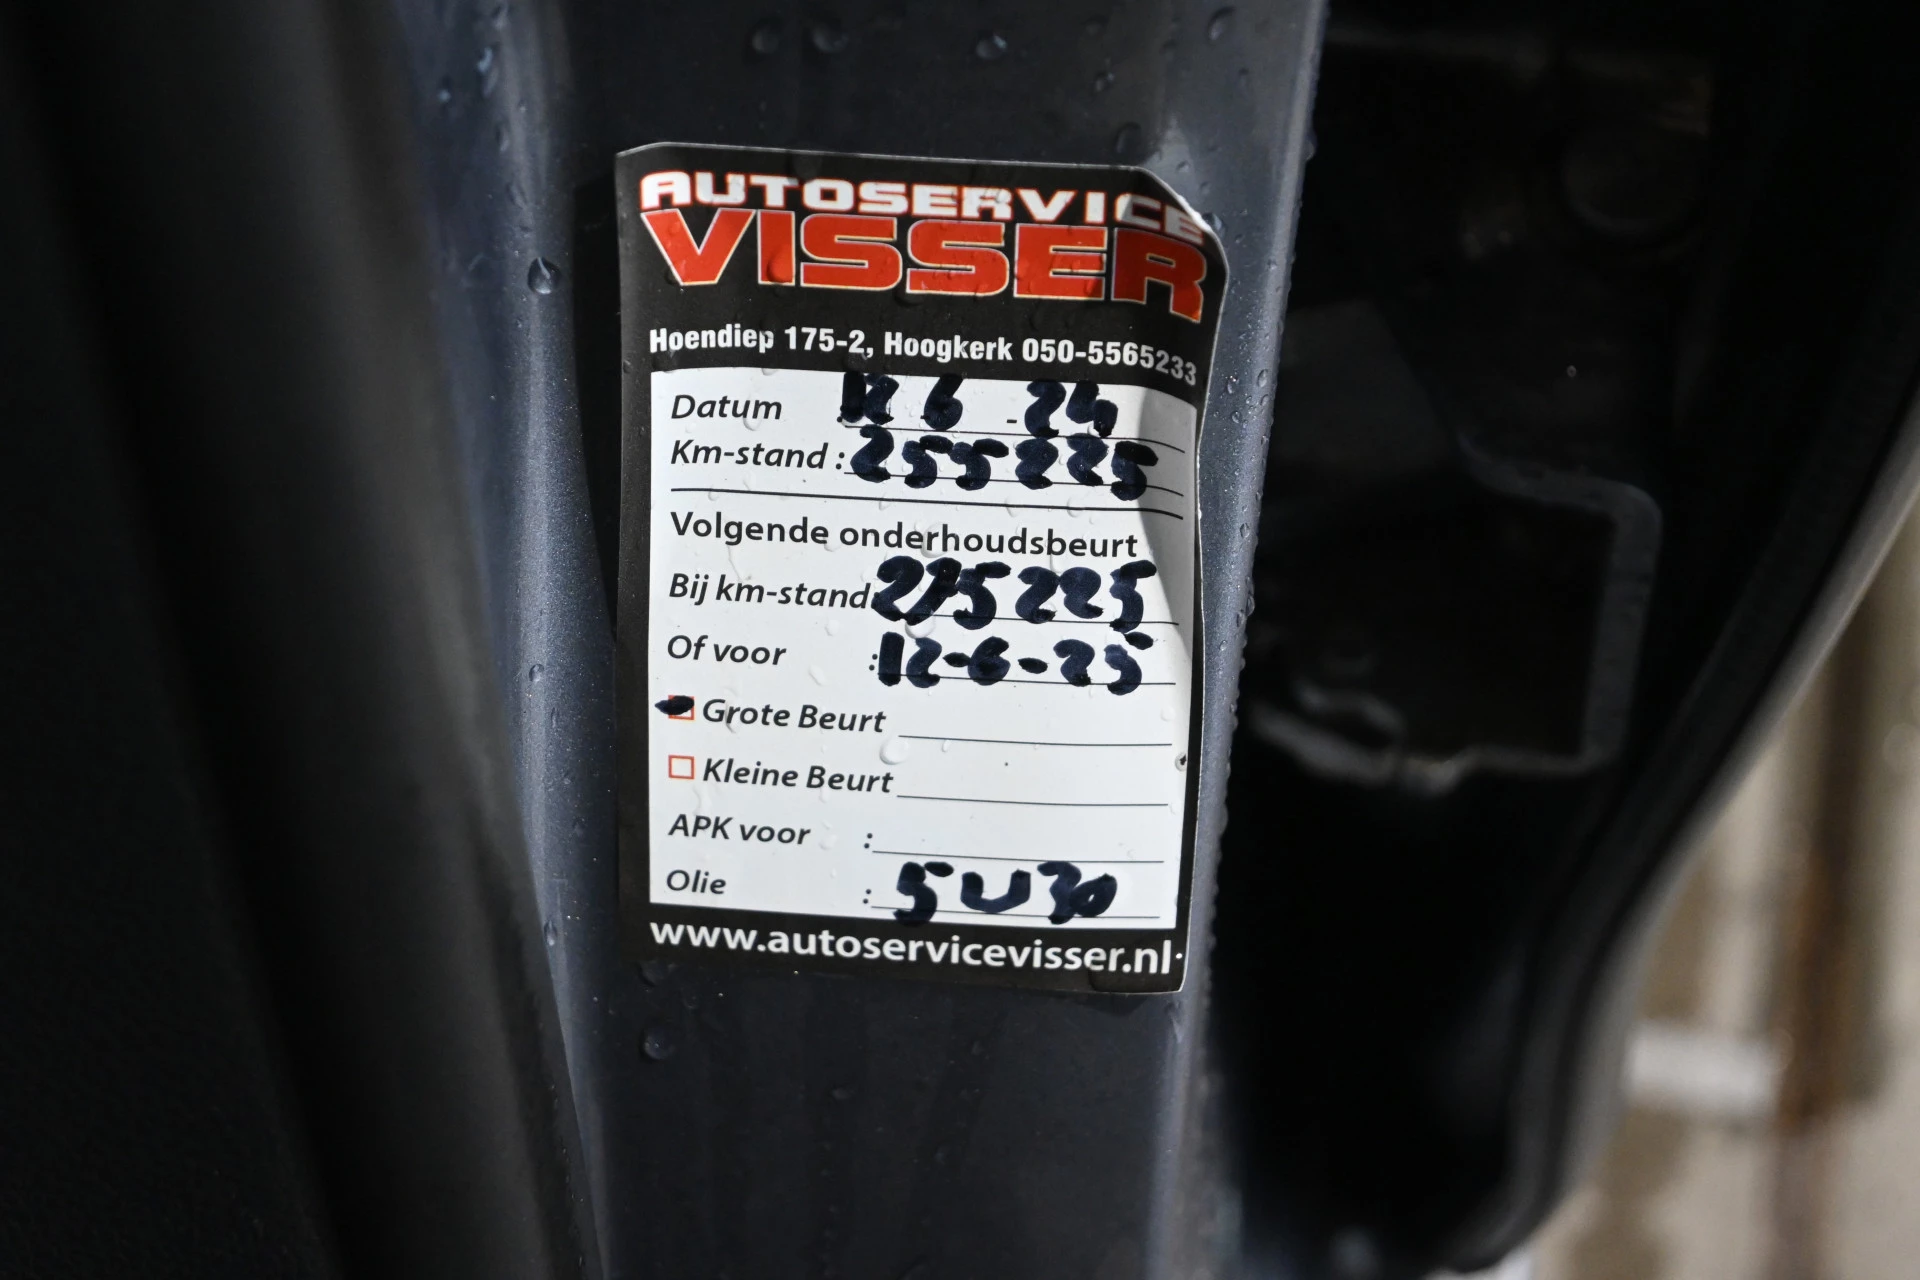 AUTOSERVICE
VISSER
Hoendiep 175-2, Hoogkerk 050-5565233
Datum 12 6 - 24
Km-stand : 255225
Volgende onderhoudsbeurt
Bij km-stand: 275225
Of voor : 12-6-25
Grote Beurt
Kleine Beurt
APK voor :
Olie : 5W30
www.autoservicevisser.nl